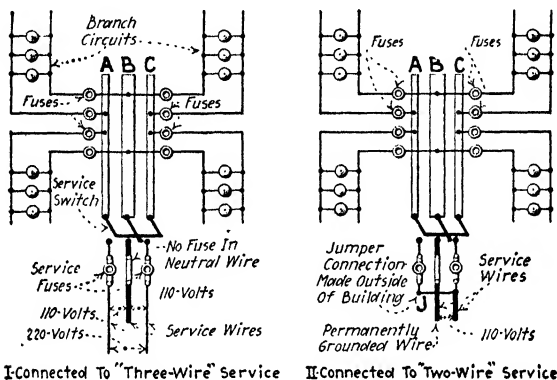 Branch
Circuits
A B C
Fuses
Fuses
Service
Switch
No Fuse In
Neutral Wire
Service
Fuses
110-Volts
110-Volts
220-Volts
Service Wires
I-Connected To "Three-Wire" Service
Fuses
Fuses
A B C
Jumper
Connection
Made Outside
Of Building
J
Service
Wires
Permanently
Grounded Wire
110-Volts
II-Connected To "Two-Wire" Service